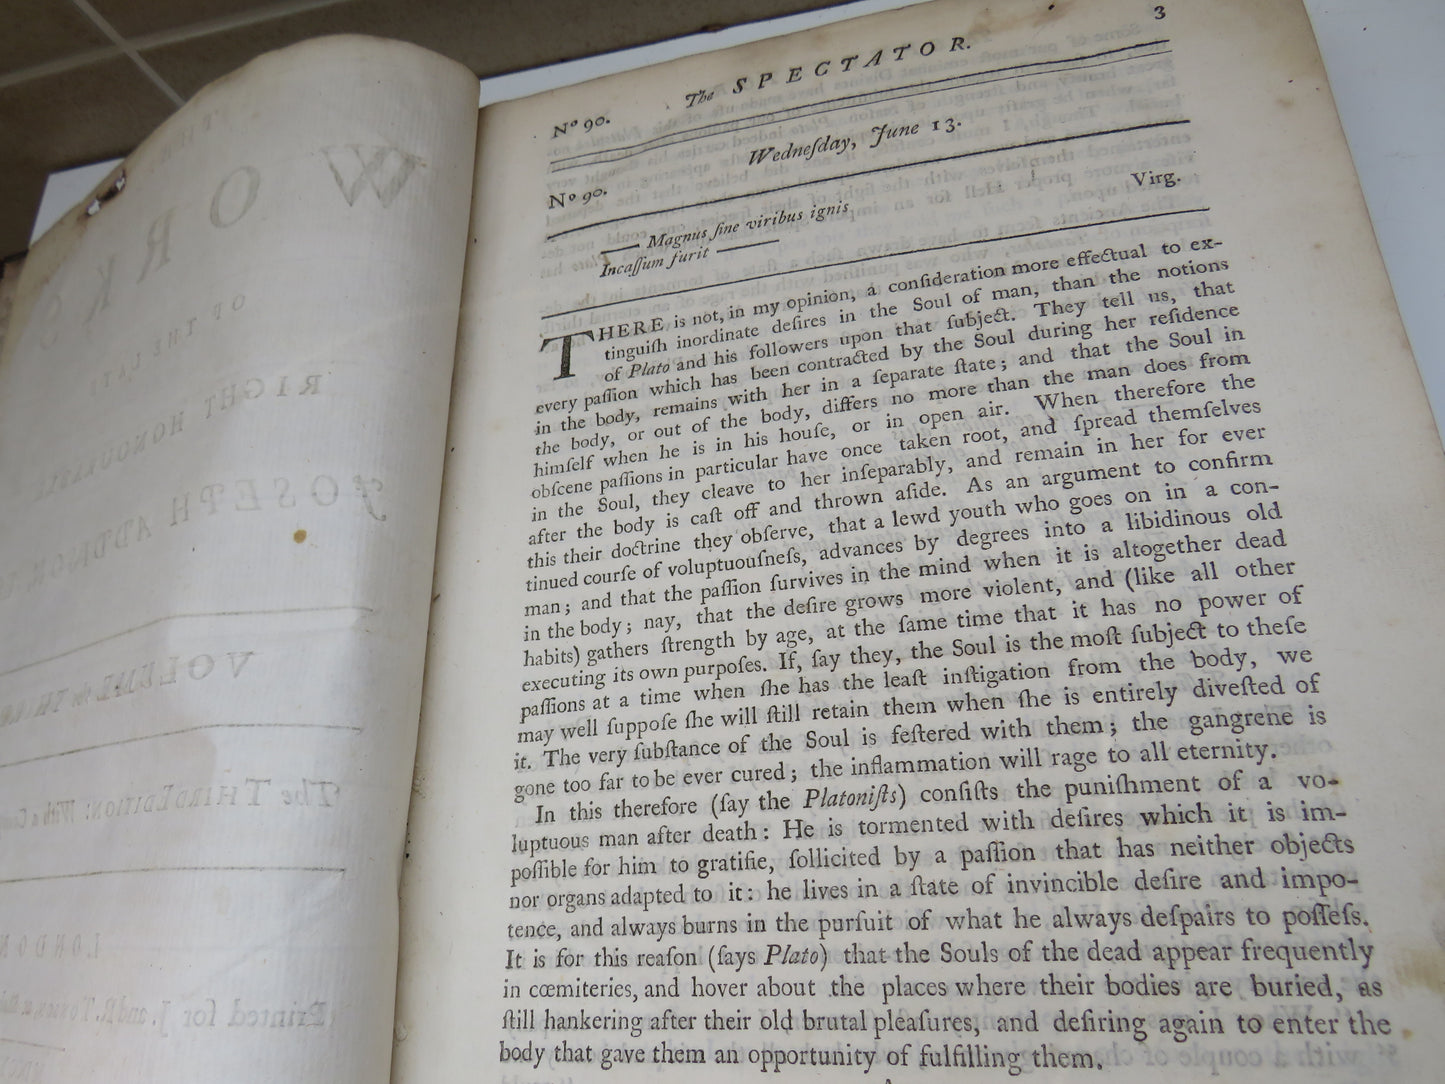 3
The SPECTATOR.
Nº 90.
Wedneſday, June 13.
Nº 90.
—— Magnus ſine viribus ignis
Incaſſum furit ——
Virg.
THERE is not, in my opinion, a conſideration more effectual to ex-
tinguiſh inordinate deſires in the Soul of man, than the notions
of Plato and his followers upon that ſubject. They tell us, that
every paſſion which has been contracted by the Soul during her reſidence
in the body, remains with her in a ſeparate ſtate; and that the Soul in
the body, or out of the body, differs no more than the man does from
himſelf when he is in his houſe, or in open air. When therefore the
obſcene paſſions in particular have once taken root, and ſpread themſelves
in the Soul, they cleave to her inſeparably, and remain in her for ever
after the body is caſt off and thrown aſide. As an argument to confirm
this their doctrine they obſerve, that a lewd youth who goes on in a con-
tinued courſe of voluptuouſneſs, advances by degrees into a libidinous old
man; and that the paſſion ſurvives in the mind when it is altogether dead
in the body; nay, that the deſire grows more violent, and (like all other
habits) gathers ſtrength by age, at the ſame time that it has no power of
executing its own purpoſes. If, ſay they, the Soul is the moſt ſubject to theſe
paſſions at a time when ſhe has the leaſt inſtigation from the body, we
may well ſuppoſe ſhe will ſtill retain them when ſhe is entirely diveſted of
it. The very ſubſtance of the Soul is feſtered with them; the gangrene is
gone too far to be ever cured; the inflammation will rage to all eternity.
In this therefore (ſay the Platoniſts) conſiſts the puniſhment of a vo-
luptuous man after death: He is tormented with deſires which it is im-
poſſible for him to gratifie, ſollicited by a paſſion that has neither objects
nor organs adapted to it: he lives in a ſtate of invincible deſire and impo-
tence, and always burns in the purſuit of what he always deſpairs to poſſeſs.
It is for this reaſon (ſays Plato) that the Souls of the dead appear frequently
in cœmiteries, and hover about the places where their bodies are buried, as
ſtill hankering after their old brutal pleaſures, and deſiring again to enter the
body that gave them an opportunity of fulfilling them.